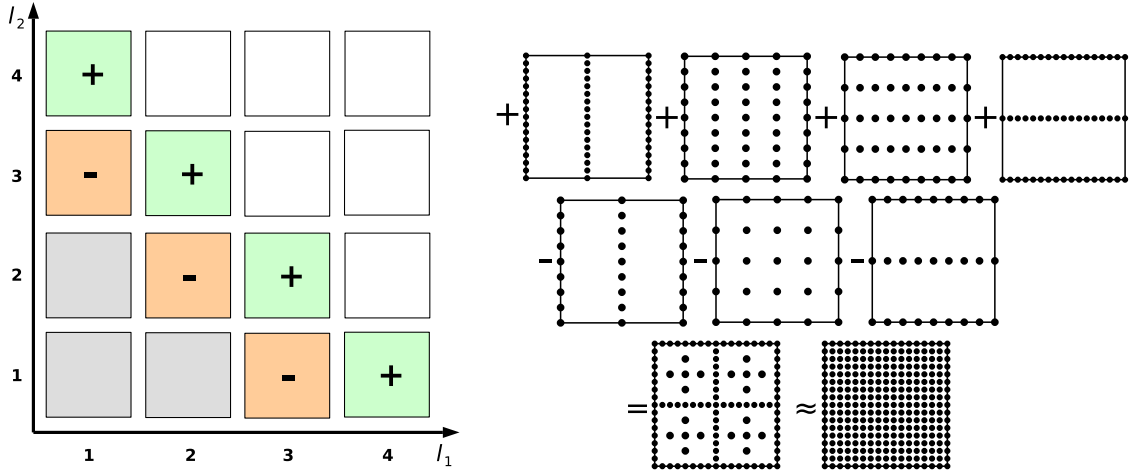 l2
4 +
3 - +
2 - +
1 - +
1 2 3 4 l1
+ + + +
- - -
= ≈